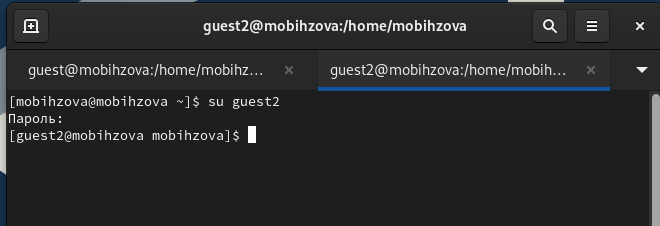 guest2@mobihzova:/home/mobihzova
guest@mobihzova:/home/mobihz...
guest2@mobihzova:/home/mobih...
[mobihzova@mobihzova ~]$ su guest2
Пароль:
[guest2@mobihzova mobihzova]$